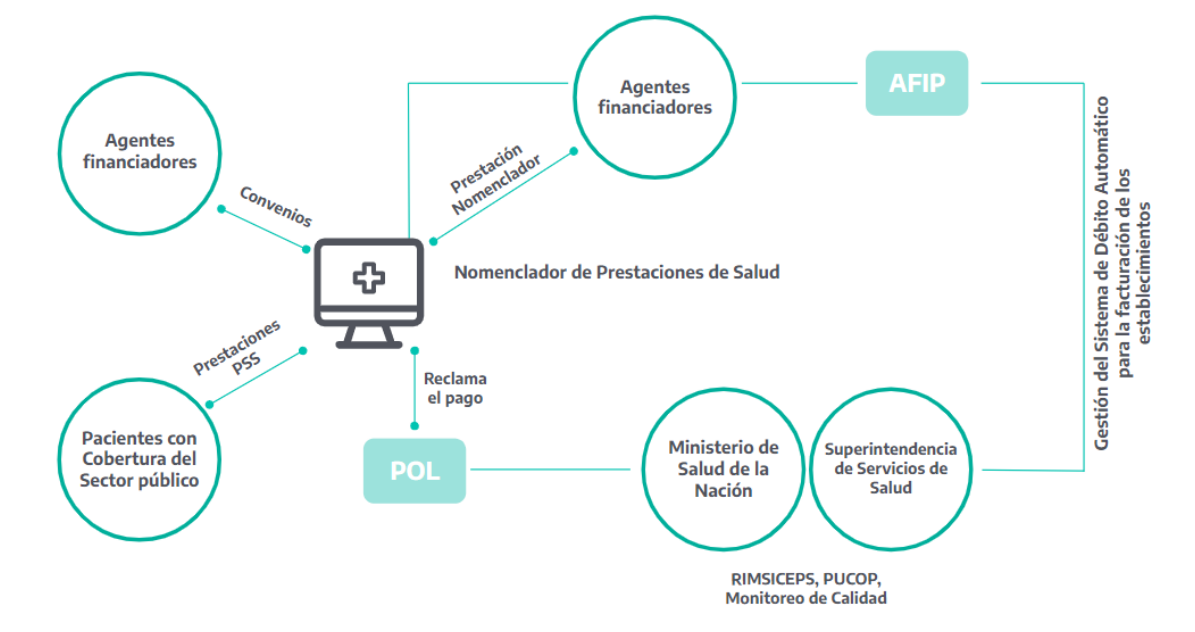 Agentes
financiadores
AFIP
Agentes
financiadores
Prestación
Nomenclador
Convenios
Nomenclador de Prestaciones de Salud
Gestión del Sistema de Débito Automático
para la facturación de los
establecimientos
Prestaciones
PSS
Reclama
el pago
Pacientes con
Cobertura del
Sector público
POL
Ministerio de
Salud de la
Nación
Superintendencia
de Servicios de
Salud
RIMSICEPS, PUCOP,
Monitoreo de Calidad